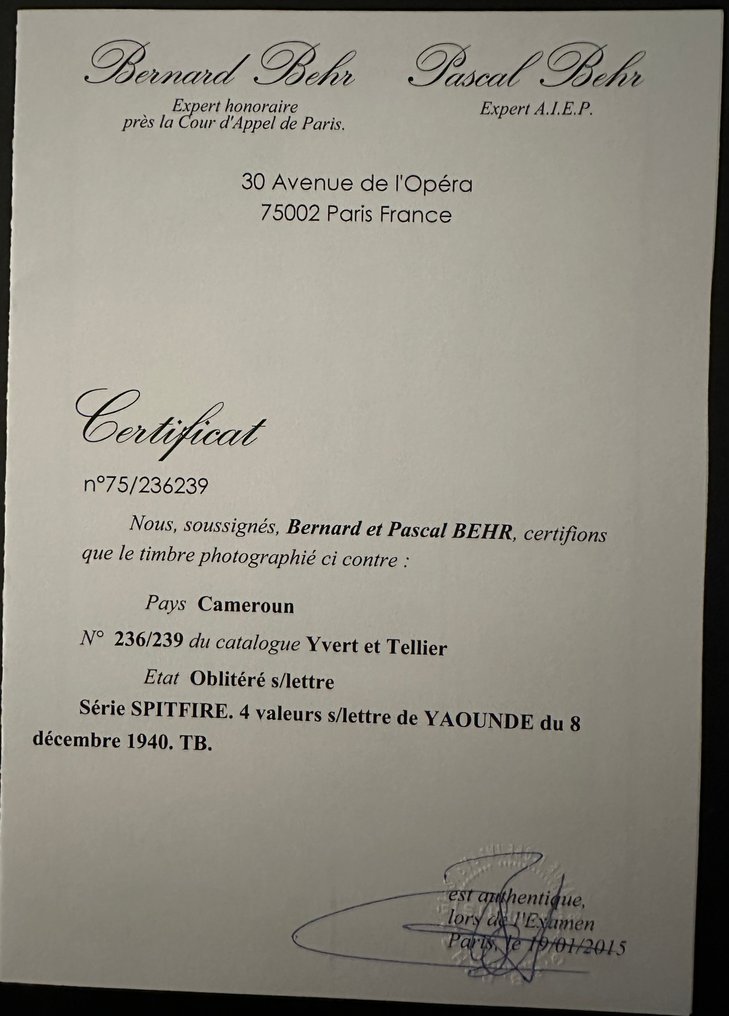 Bernard Behr
Expert honoraire
près la Cour d'Appel de Paris.
Pascal Behr
Expert A.I.E.P.
30 Avenue de l'Opéra
75002 Paris France
Certificat
n°75/236239
Nous, soussignés, Bernard et Pascal BEHR, certifions
que le timbre photographié ci contre :
Pays Cameroun
N° 236/239 du catalogue Yvert et Tellier
Etat Oblitéré s/lettre
Série SPITFIRE. 4 valeurs s/lettre de YAOUNDE du 8
décembre 1940. TB.
est authentique,
lors de l'Examen
Paris, le 19/01/2015